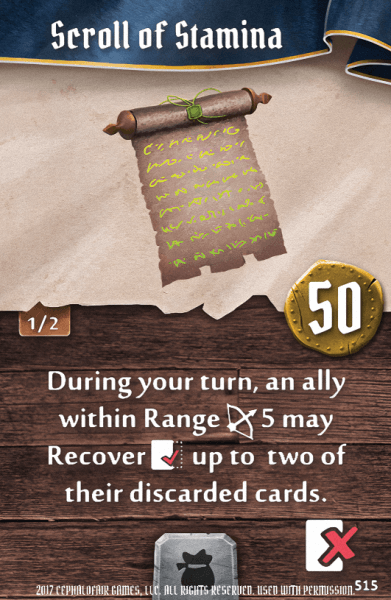 Scroll of Stamina
1/2
50
During your turn, an ally
within Range 5 may
Recover up to two of
their discarded cards.
2017 CEPHALOFAIR GAMES, LLC. ALL RIGHTS RESERVED. USED WITH PERMISSION.
515